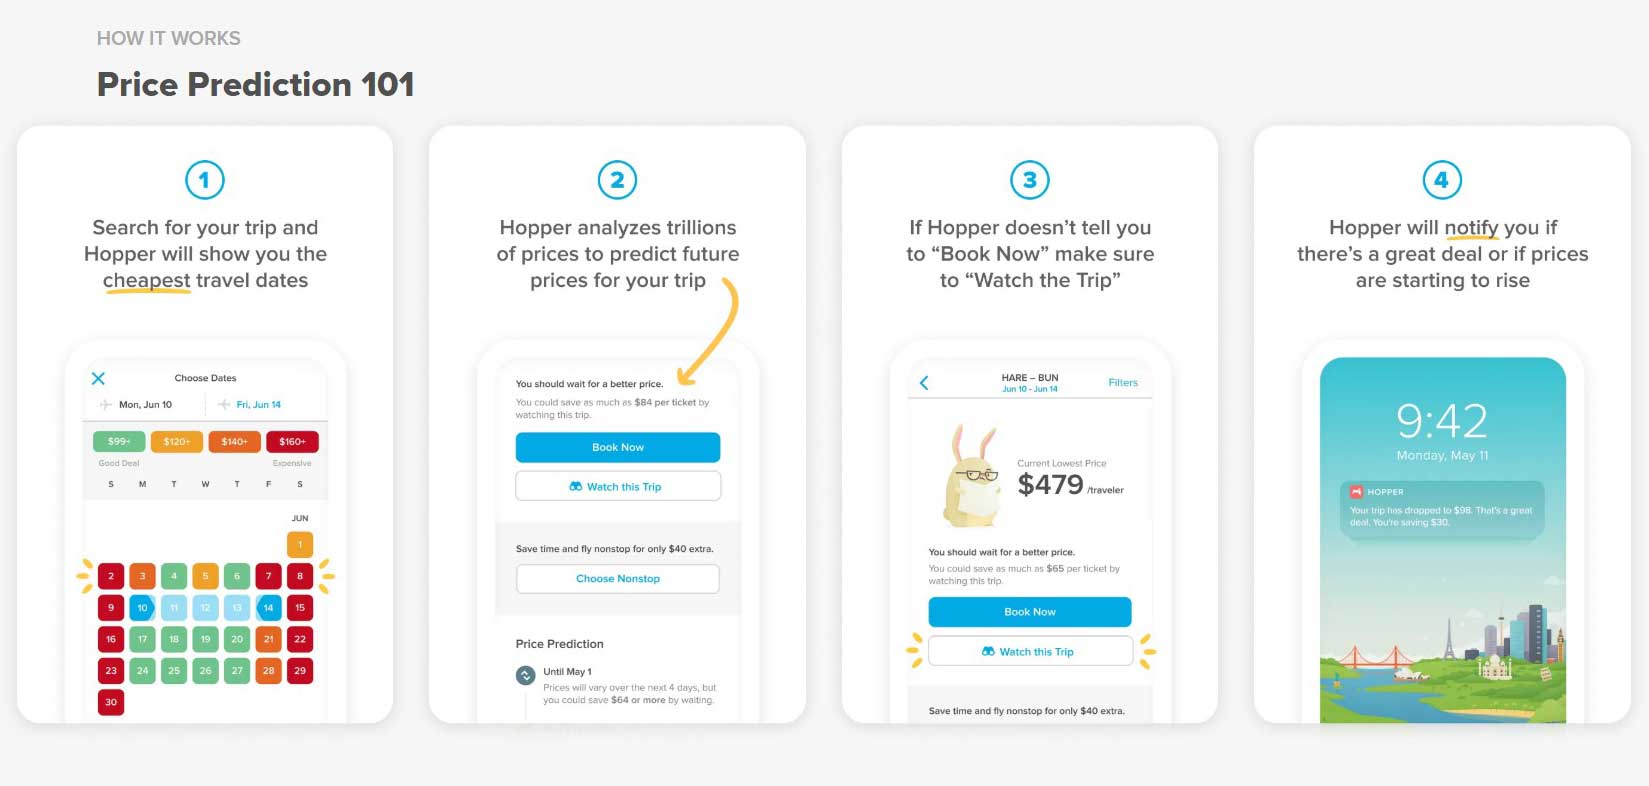 HOW IT WORKS
Price Prediction 101
1
Search for your trip and
Hopper will show you the
cheapest travel dates
Choose Dates
Mon, Jun 10
Fri, Jun 14
$99+ $120+ $140+ $160+
Good Deal Expensive
S M T W T F S
JUN
1
2 3 4 5 6 7 8
9 10 11 12 13 14 15
16 17 18 19 20 21 22
23 24 25 26 27 28 29
30
2
Hopper analyzes trillions
of prices to predict future
prices for your trip
You should wait for a better price.
You could save as much as $84 per ticket by
watching this trip.
Book Now
Watch this Trip
Save time and fly nonstop for only $40 extra.
Choose Nonstop
Price Prediction
Until May 1
Prices will vary over the next 4 days, but
you could save $64 or more by waiting.
3
If Hopper doesn't tell you
to “Book Now” make sure
to “Watch the Trip”
HARE – BUN
Jun 10 - Jun 14
Filters
Current Lowest Price
$479 /traveler
You should wait for a better price.
You could save as much as $65 per ticket by
watching this trip.
Book Now
Watch this Trip
Save time and fly nonstop for only $40 extra.
4
Hopper will notify you if
there's a great deal or if prices
are starting to rise
9:42
Monday, May 11
HOPPER
Your trip has dropped to $98. That's a great
deal. You're saving $30.